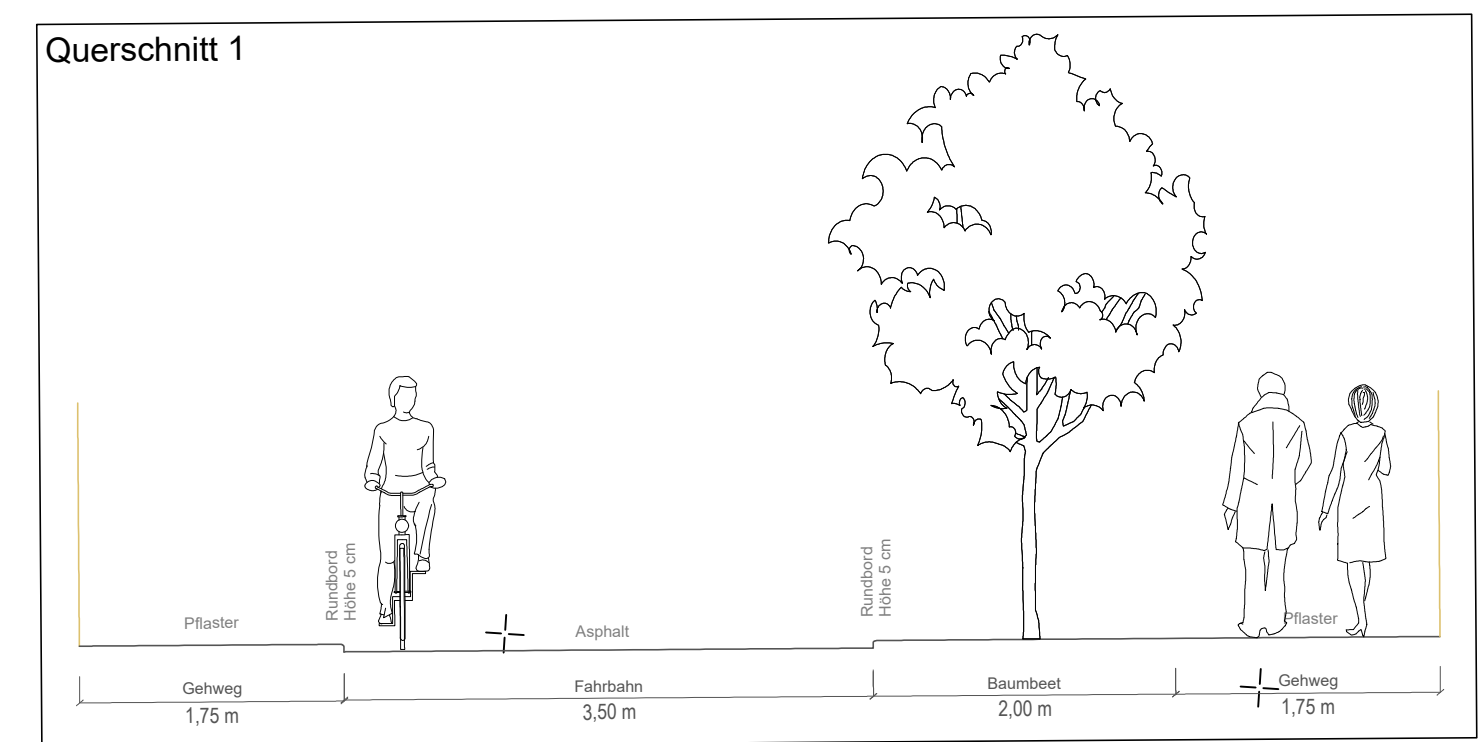 Querschnitt 1
Rundbord
Höhe 5 cm
Rundbord
Höhe 5 cm
Pflaster
Asphalt
Pflaster
Gehweg
Fahrbahn
Baumbeet
Gehweg
1,75 m
3,50 m
2,00 m
1,75 m